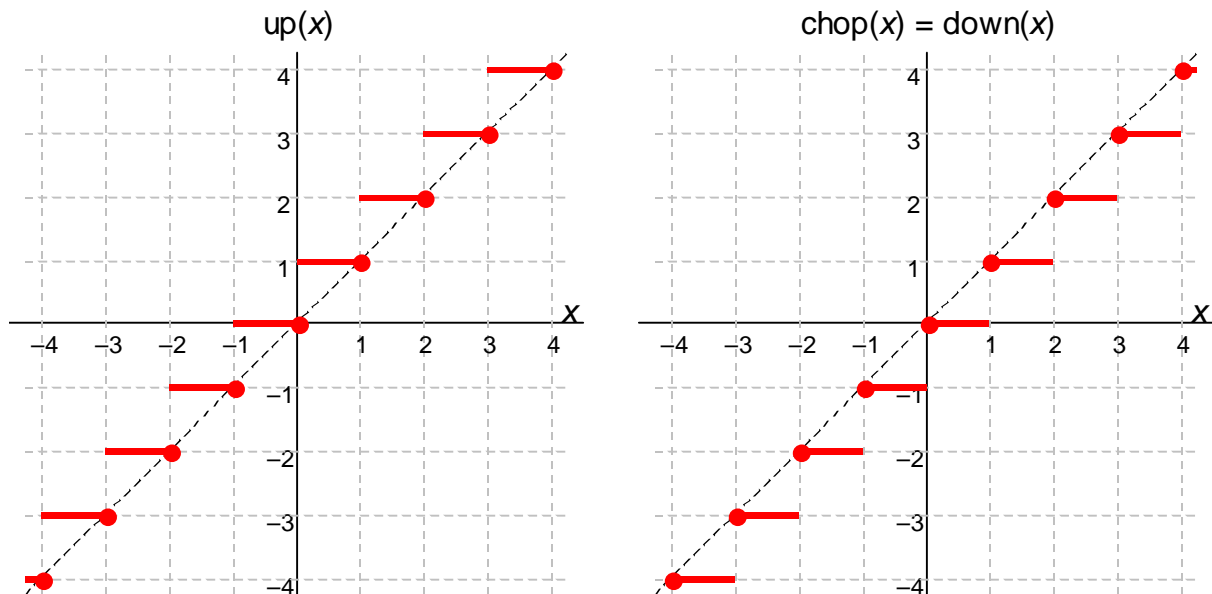 up(x)
4
3
2
1
x
–4 –3 –2 –1 1 2 3 4
–1
–2
–3
–4
chop(x) = down(x)
4
3
2
1
x
–4 –3 –2 –1 1 2 3 4
–1
–2
–3
–4